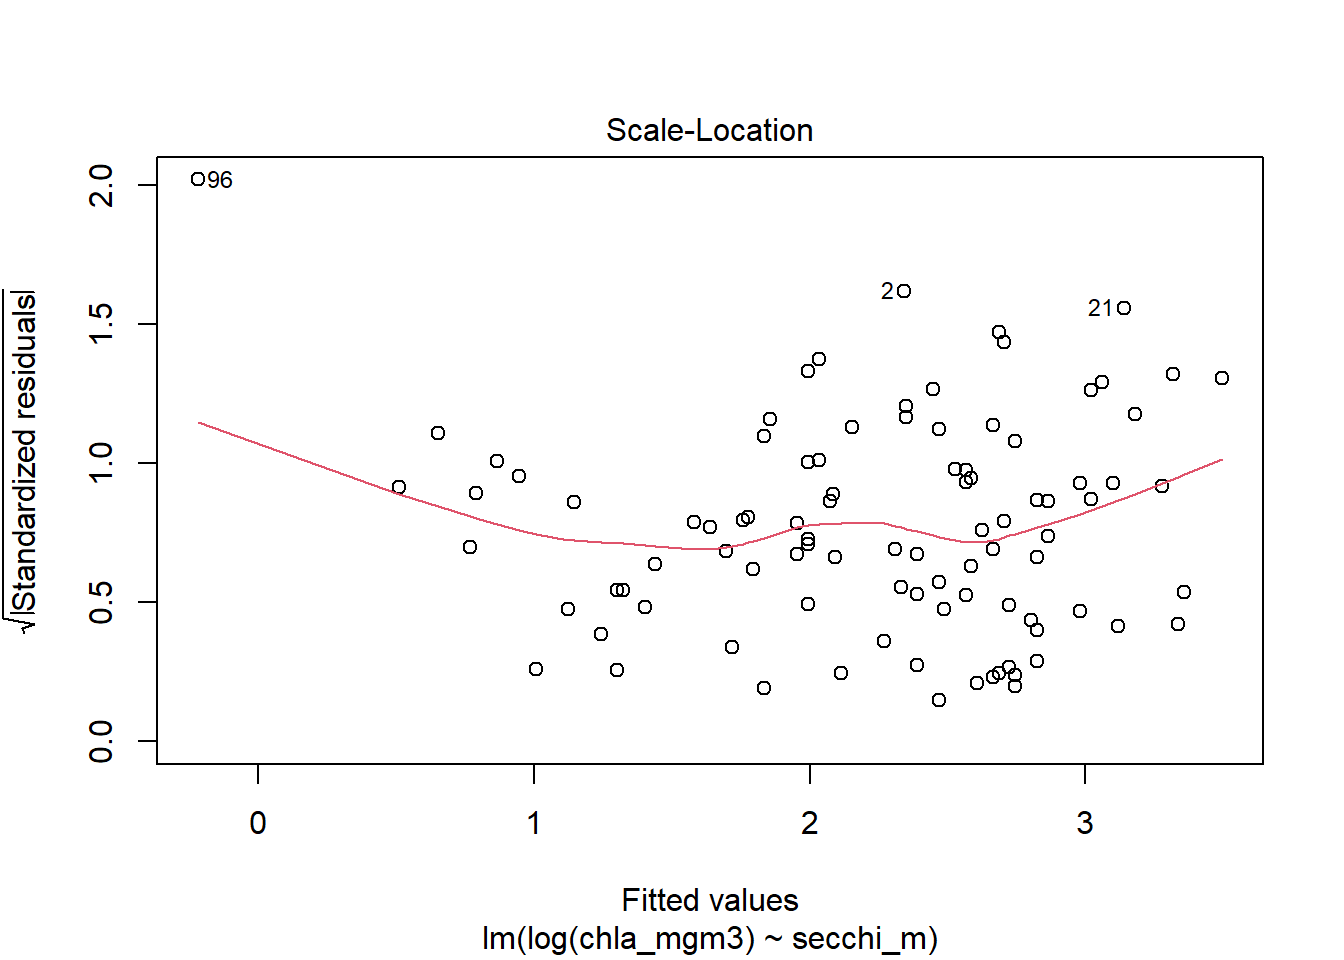 Scale-Location
√|Standardized residuals|
2.0
1.5
1.0
0.5
0.0
96
2
21
0 1 2 3
Fitted values
lm(log(chla_mgm3) ~ secchi_m)